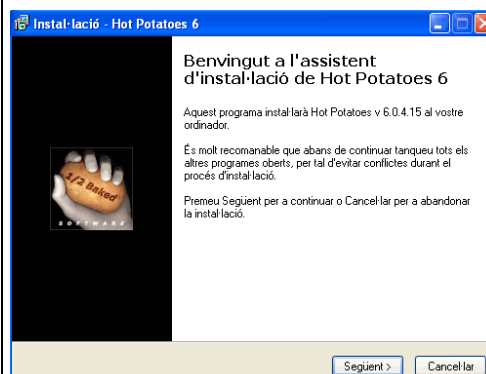 Instal·lació - Hot Potatoes 6
Benvingut a l'assistent
d'instal·lació de Hot Potatoes 6
Aquest programa instal·larà Hot Potatoes v 6.0.4.15 al vostre
ordinador.
És molt recomanable que abans de continuar tanqueu tots els
altres programes oberts, per tal d'evitar conflictes durant el
procés d'instal·lació.
Premeu Següent per a continuar o Cancel·lar per a abandonar
la instal·lació.
1/2 Baked
SOFTWARE
Següent >
Cancel·lar